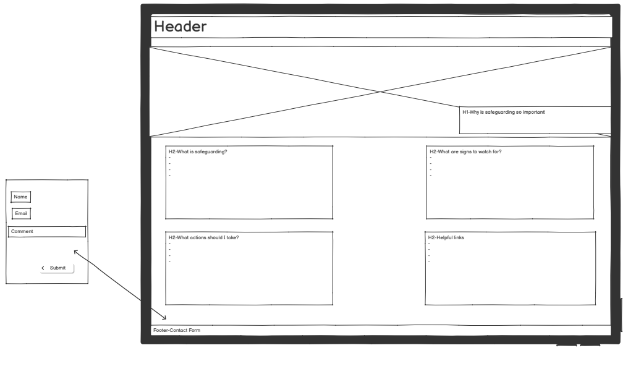 Header
H1-Why is safeguarding so important
H2-What is safeguarding?
-
-
-
-
H2-What are signs to watch for?
-
-
-
-
Name
Email
Comment
< Submit
H2-What actions should I take?
-
-
-
-
H2-Helpful links
-
-
-
-
Footer-Contact Form